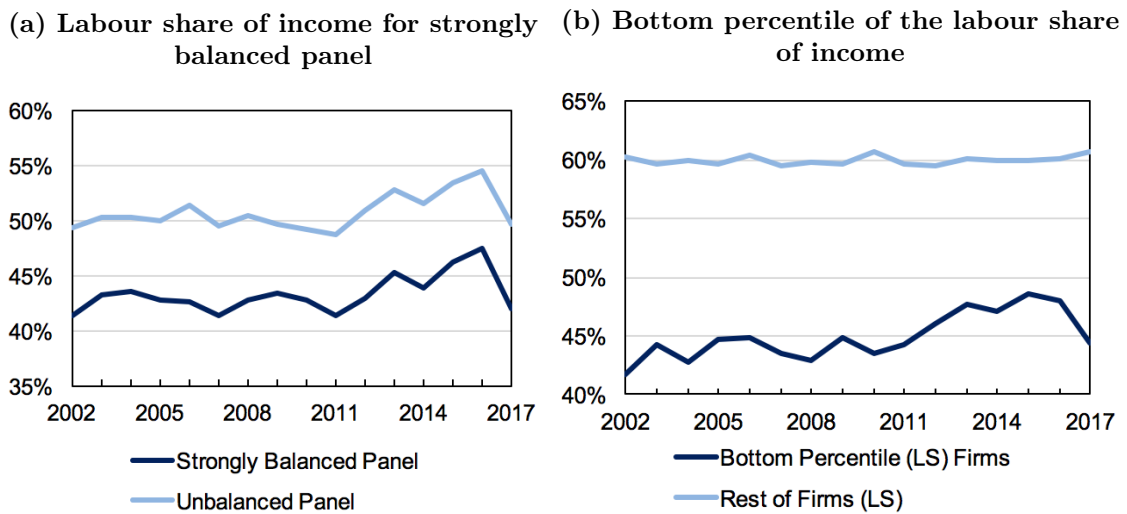 (a) Labour share of income for strongly
balanced panel
60%
55%
50%
45%
40%
35%
2002 2005 2008 2011 2014 2017
Strongly Balanced Panel
Unbalanced Panel
(b) Bottom percentile of the labour share
of income
65%
60%
55%
50%
45%
40%
2002 2005 2008 2011 2014 2017
Bottom Percentile (LS) Firms
Rest of Firms (LS)